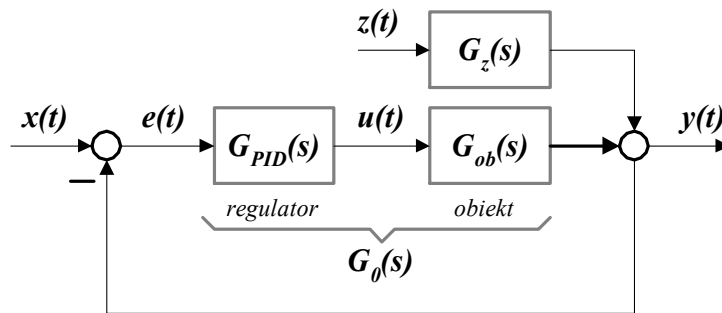 z(t)
G_z(s)
x(t) e(t) u(t) y(t)
G_PID(s) G_ob(s)
−
regulator obiekt
G_0(s)